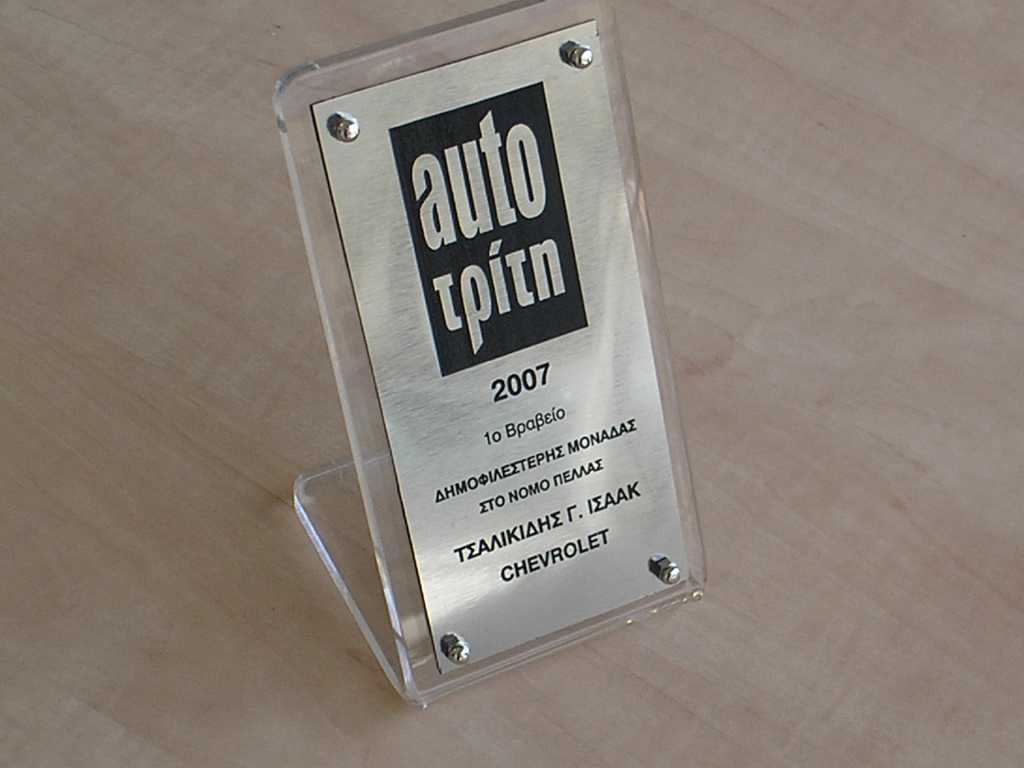 auto
τρίτη
2007
1ο Βραβείο
ΔΗΜΟΦΙΛΕΣΤΕΡΗΣ ΜΟΝΑΔΑΣ
ΣΤΟ ΝΟΜΟ ΠΕΛΛΑΣ
ΤΣΑΛΙΚΙΔΗΣ Γ. ΙΣΑΑΚ
CHEVROLET